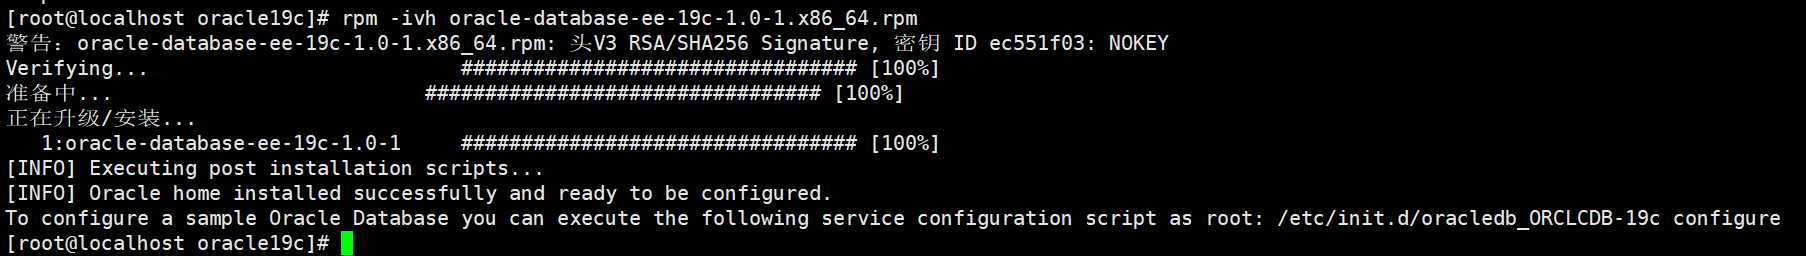 [root@localhost oracle19c]# rpm -ivh oracle-database-ee-19c-1.0-1.x86_64.rpm
警告：oracle-database-ee-19c-1.0-1.x86_64.rpm: 头V3 RSA/SHA256 Signature, 密钥 ID ec551f03: NOKEY
Verifying...                          ################################# [100%]
准备中...                          ################################# [100%]
正在升级/安装...
   1:oracle-database-ee-19c-1.0-1     ################################# [100%]
[INFO] Executing post installation scripts...
[INFO] Oracle home installed successfully and ready to be configured.
To configure a sample Oracle Database you can execute the following service configuration script as root: /etc/init.d/oracledb_ORCLCDB-19c configure
[root@localhost oracle19c]#